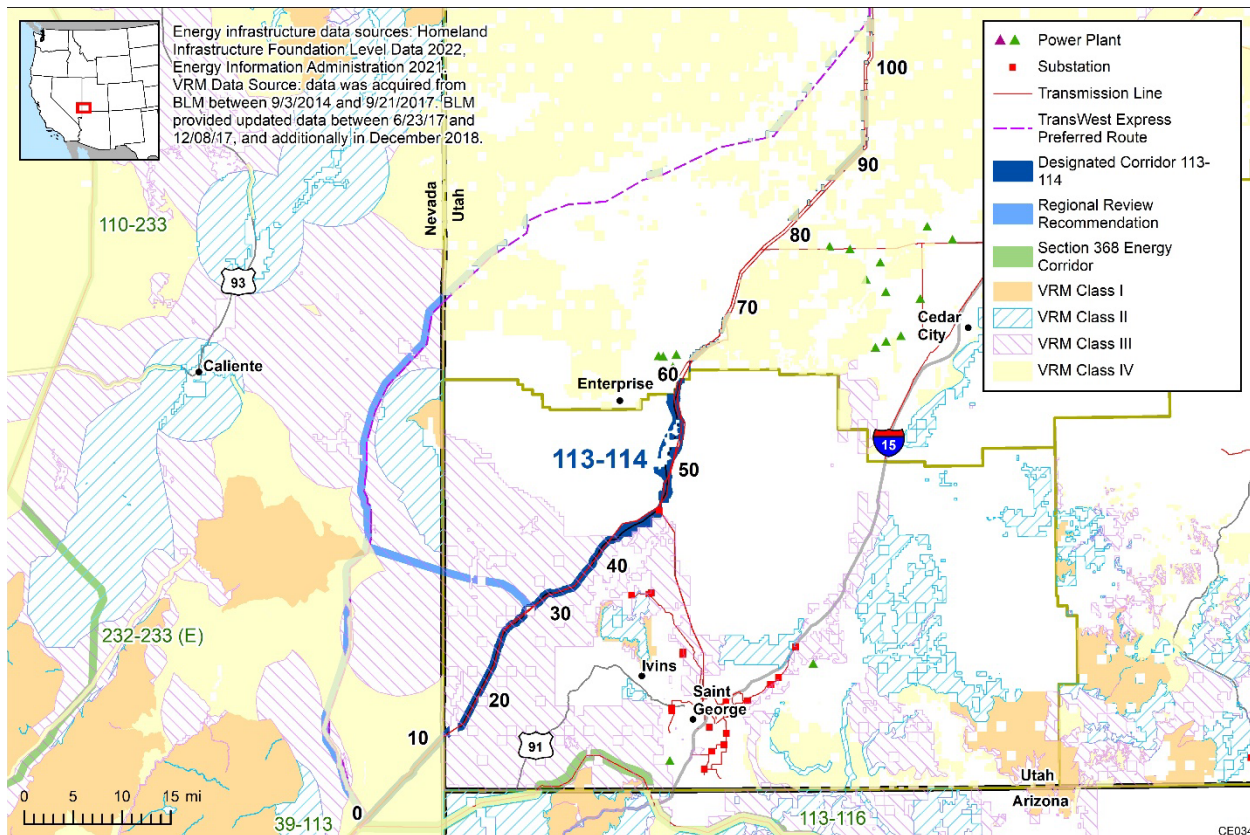 Energy infrastructure data sources: Homeland
Infrastructure Foundation Level Data 2022,
Energy Information Administration 2021.
VRM Data Source: data was acquired from
BLM between 9/3/2014 and 9/21/2017. BLM
provided updated data between 6/23/17 and
12/08/17, and additionally in December 2018.
Power Plant
Substation
Transmission Line
TransWest Express
Preferred Route
Designated Corridor 113-
114
Regional Review
Recommendation
Section 368 Energy
Corridor
VRM Class I
VRM Class II
VRM Class III
VRM Class IV
100
90
80
70
60
50
40
30
20
10
0
Nevada
Utah
110-233
93
Caliente
Enterprise
Cedar
City
15
113-114
232-233 (E)
Ivins
Saint
George
91
39-113
113-116
Utah
Arizona
0 5 10 15 mi
CE034